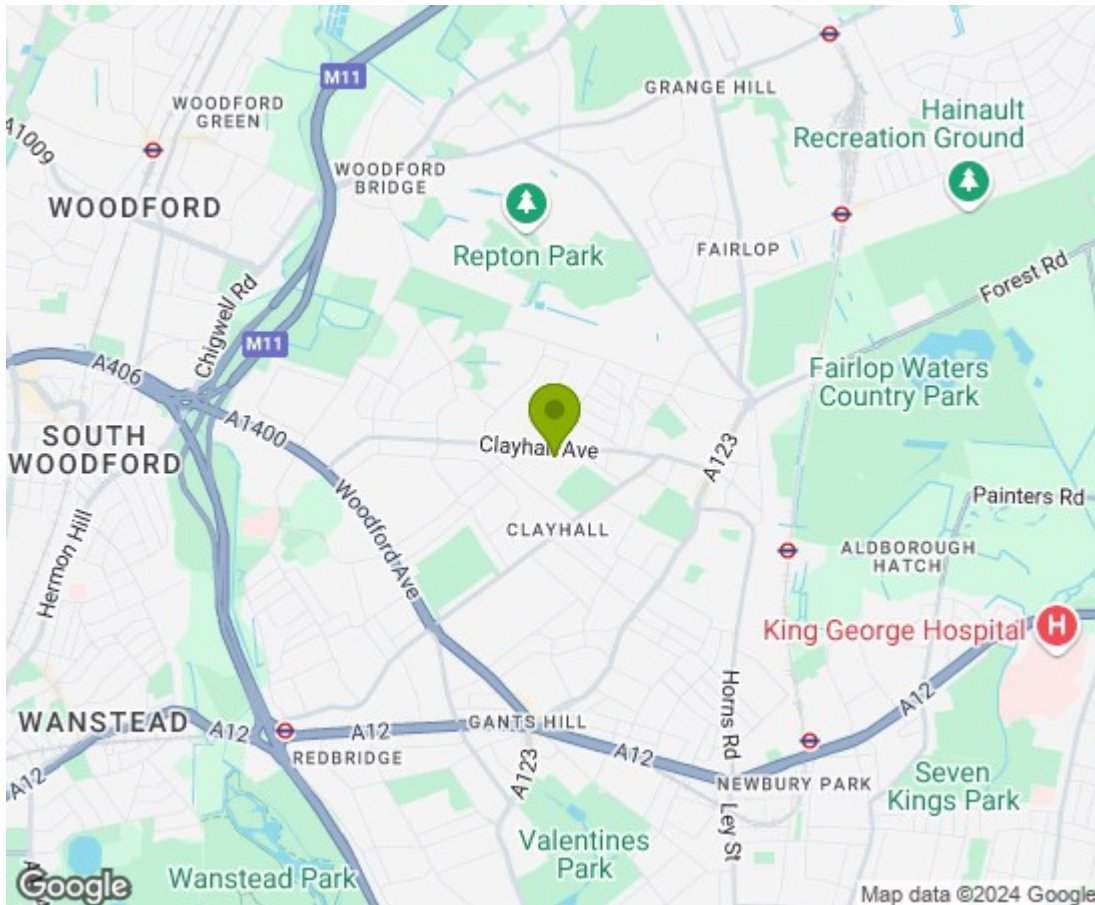 M11
GRANGE HILL
WOODFORD
GREEN
A1009
Hainault
Recreation Ground
WOODFORD
BRIDGE
WOODFORD
Repton Park
FAIRLOP
Forest Rd
Chigwell Rd
M11
A406
Fairlop Waters
Country Park
A1400
SOUTH
WOODFORD
Clayhall Ave
A123
Woodford Ave
Painters Rd
CLAYHALL
ALDBOROUGH
HATCH
Hermon Hill
King George Hospital
H
Horns Rd
A12
WANSTEAD
A12
A12
GANTS HILL
REDBRIDGE
A12
A12
A123
NEWBURY PARK
Seven
Kings Park
Ley St
Valentines
Park
Wanstead Park
Google
Map data ©2024 Google